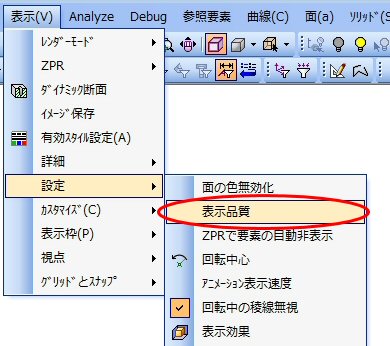 表示(V) Analyze Debug 参照要素 曲線(C) 面(a) ｿﾘｯﾄﾞ(S
ﾚﾝﾀﾞｰﾓｰﾄﾞ
ZPR
ﾀﾞｲﾅﾐｯｸ断面
ｲﾒｰｼﾞ保存
有効ｽﾀｲﾙ設定(A)
詳細
設定
ｶｽﾀﾏｲｽﾞ(C)
表示枠(P)
視点
ｸﾞﾘｯﾄﾞとｽﾅｯﾌﾟ
面の色無効化
表示品質
ZPRで要素の自動非表示
回転中心
ｱﾆﾒｰｼｮﾝ表示速度
回転中の稜線無視
表示効果